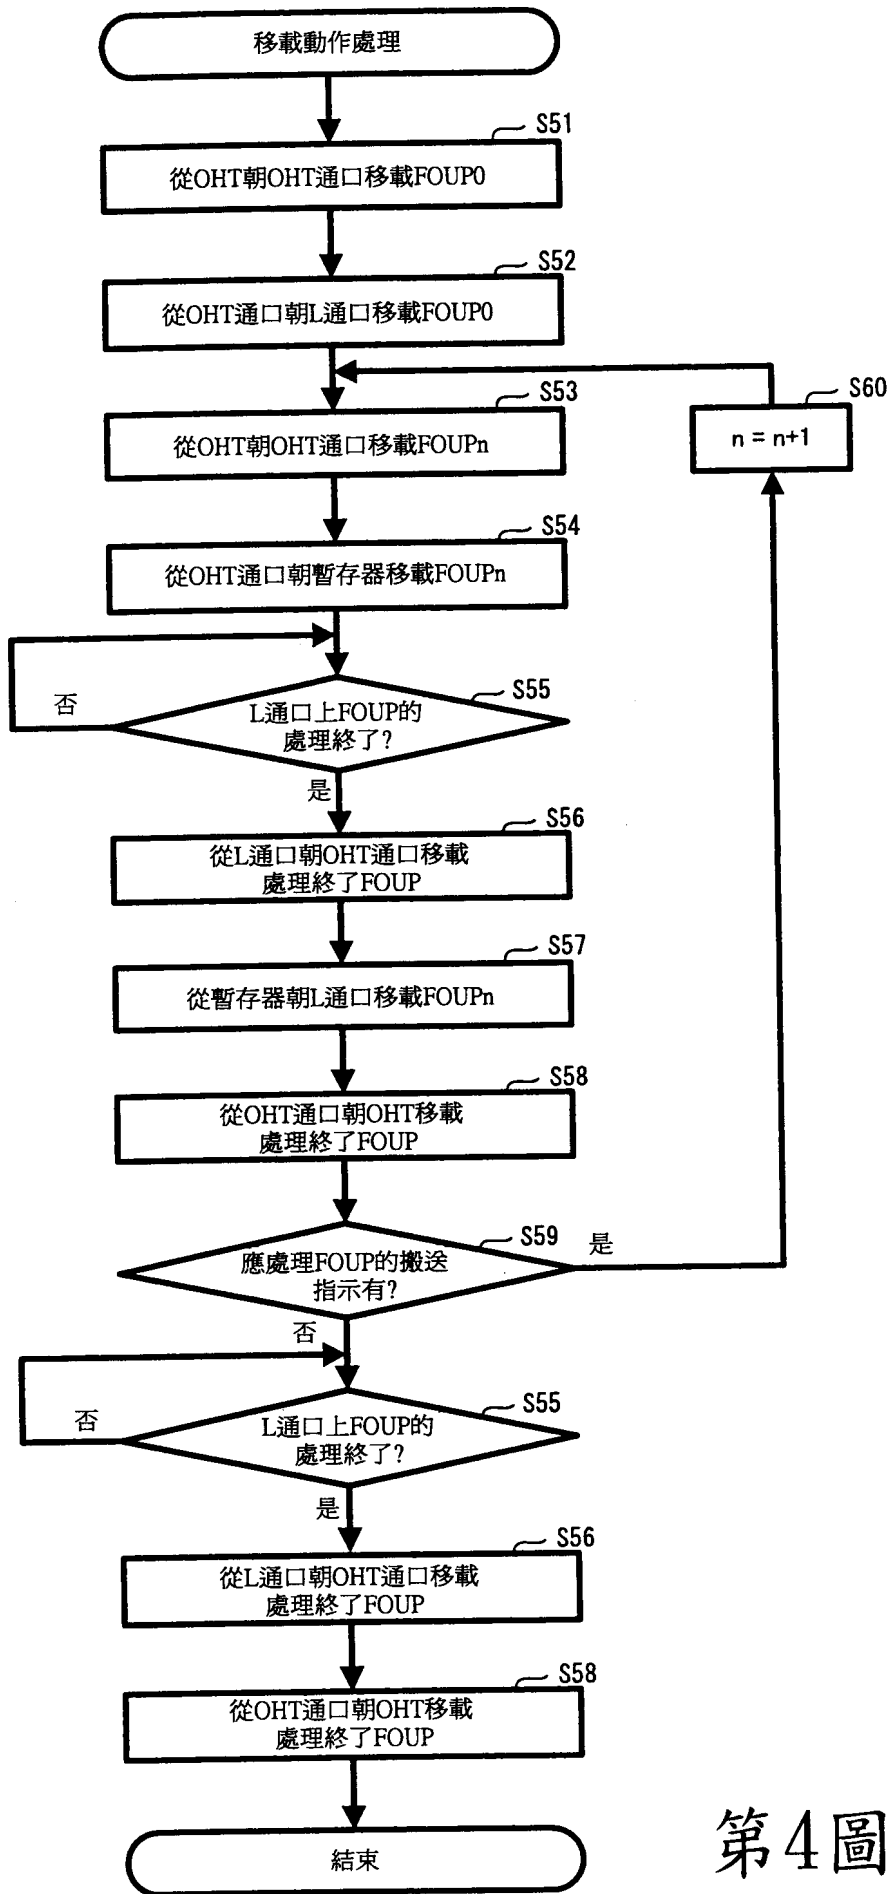 移載動作處理
S51
從OHT朝OHT通口移載FOUP0
S52
從OHT通口朝L通口移載FOUP0
S53
從OHT朝OHT通口移載FOUPn
S60
n = n+1
S54
從OHT通口朝暫存器移載FOUPn
S55
L通口上FOUP的
處理終了?
否
是
S56
從L通口朝OHT通口移載
處理終了FOUP
S57
從暫存器朝L通口移載FOUPn
S58
從OHT通口朝OHT移載
處理終了FOUP
S59
應處理FOUP的搬送
指示有?
是
否
S55
L通口上FOUP的
處理終了?
否
是
S56
從L通口朝OHT通口移載
處理終了FOUP
S58
從OHT通口朝OHT移載
處理終了FOUP
結束
第4圖